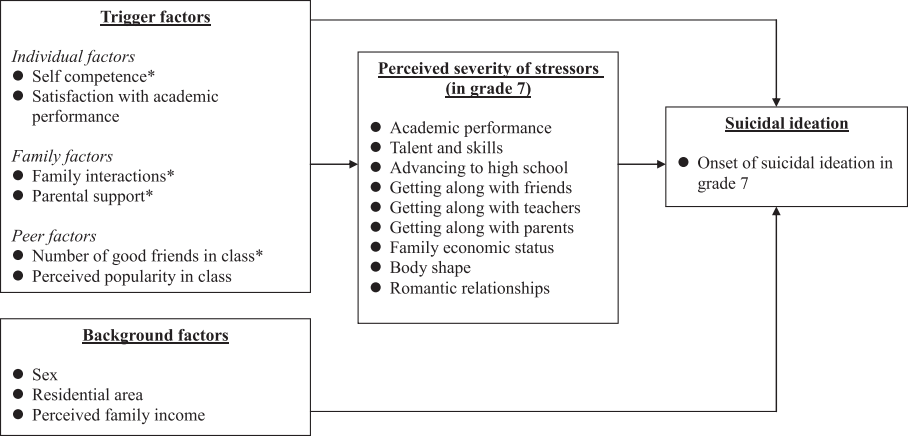 Trigger factors
Individual factors
● Self competence*
● Satisfaction with academic
performance
Family factors
● Family interactions*
● Parental support*
Peer factors
● Number of good friends in class*
● Perceived popularity in class
Background factors
● Sex
● Residential area
● Perceived family income
Perceived severity of stressors
(in grade 7)
● Academic performance
● Talent and skills
● Advancing to high school
● Getting along with friends
● Getting along with teachers
● Getting along with parents
● Family economic status
● Body shape
● Romantic relationships
Suicidal ideation
● Onset of suicidal ideation in
grade 7